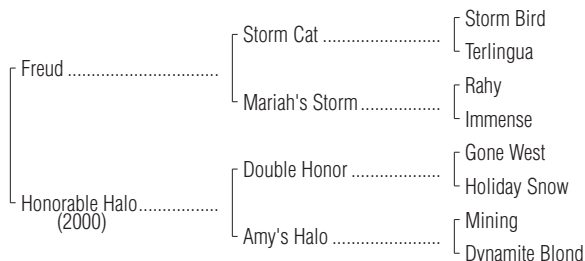 Storm Bird
Storm Cat ........................
Terlingua
Freud ................................
Rahy
Mariah's Storm.................
Immense
Gone West
Double Honor ...................
Holiday Snow
Honorable Halo.................
(2000)
Mining
Amy's Halo .......................
Dynamite Blond